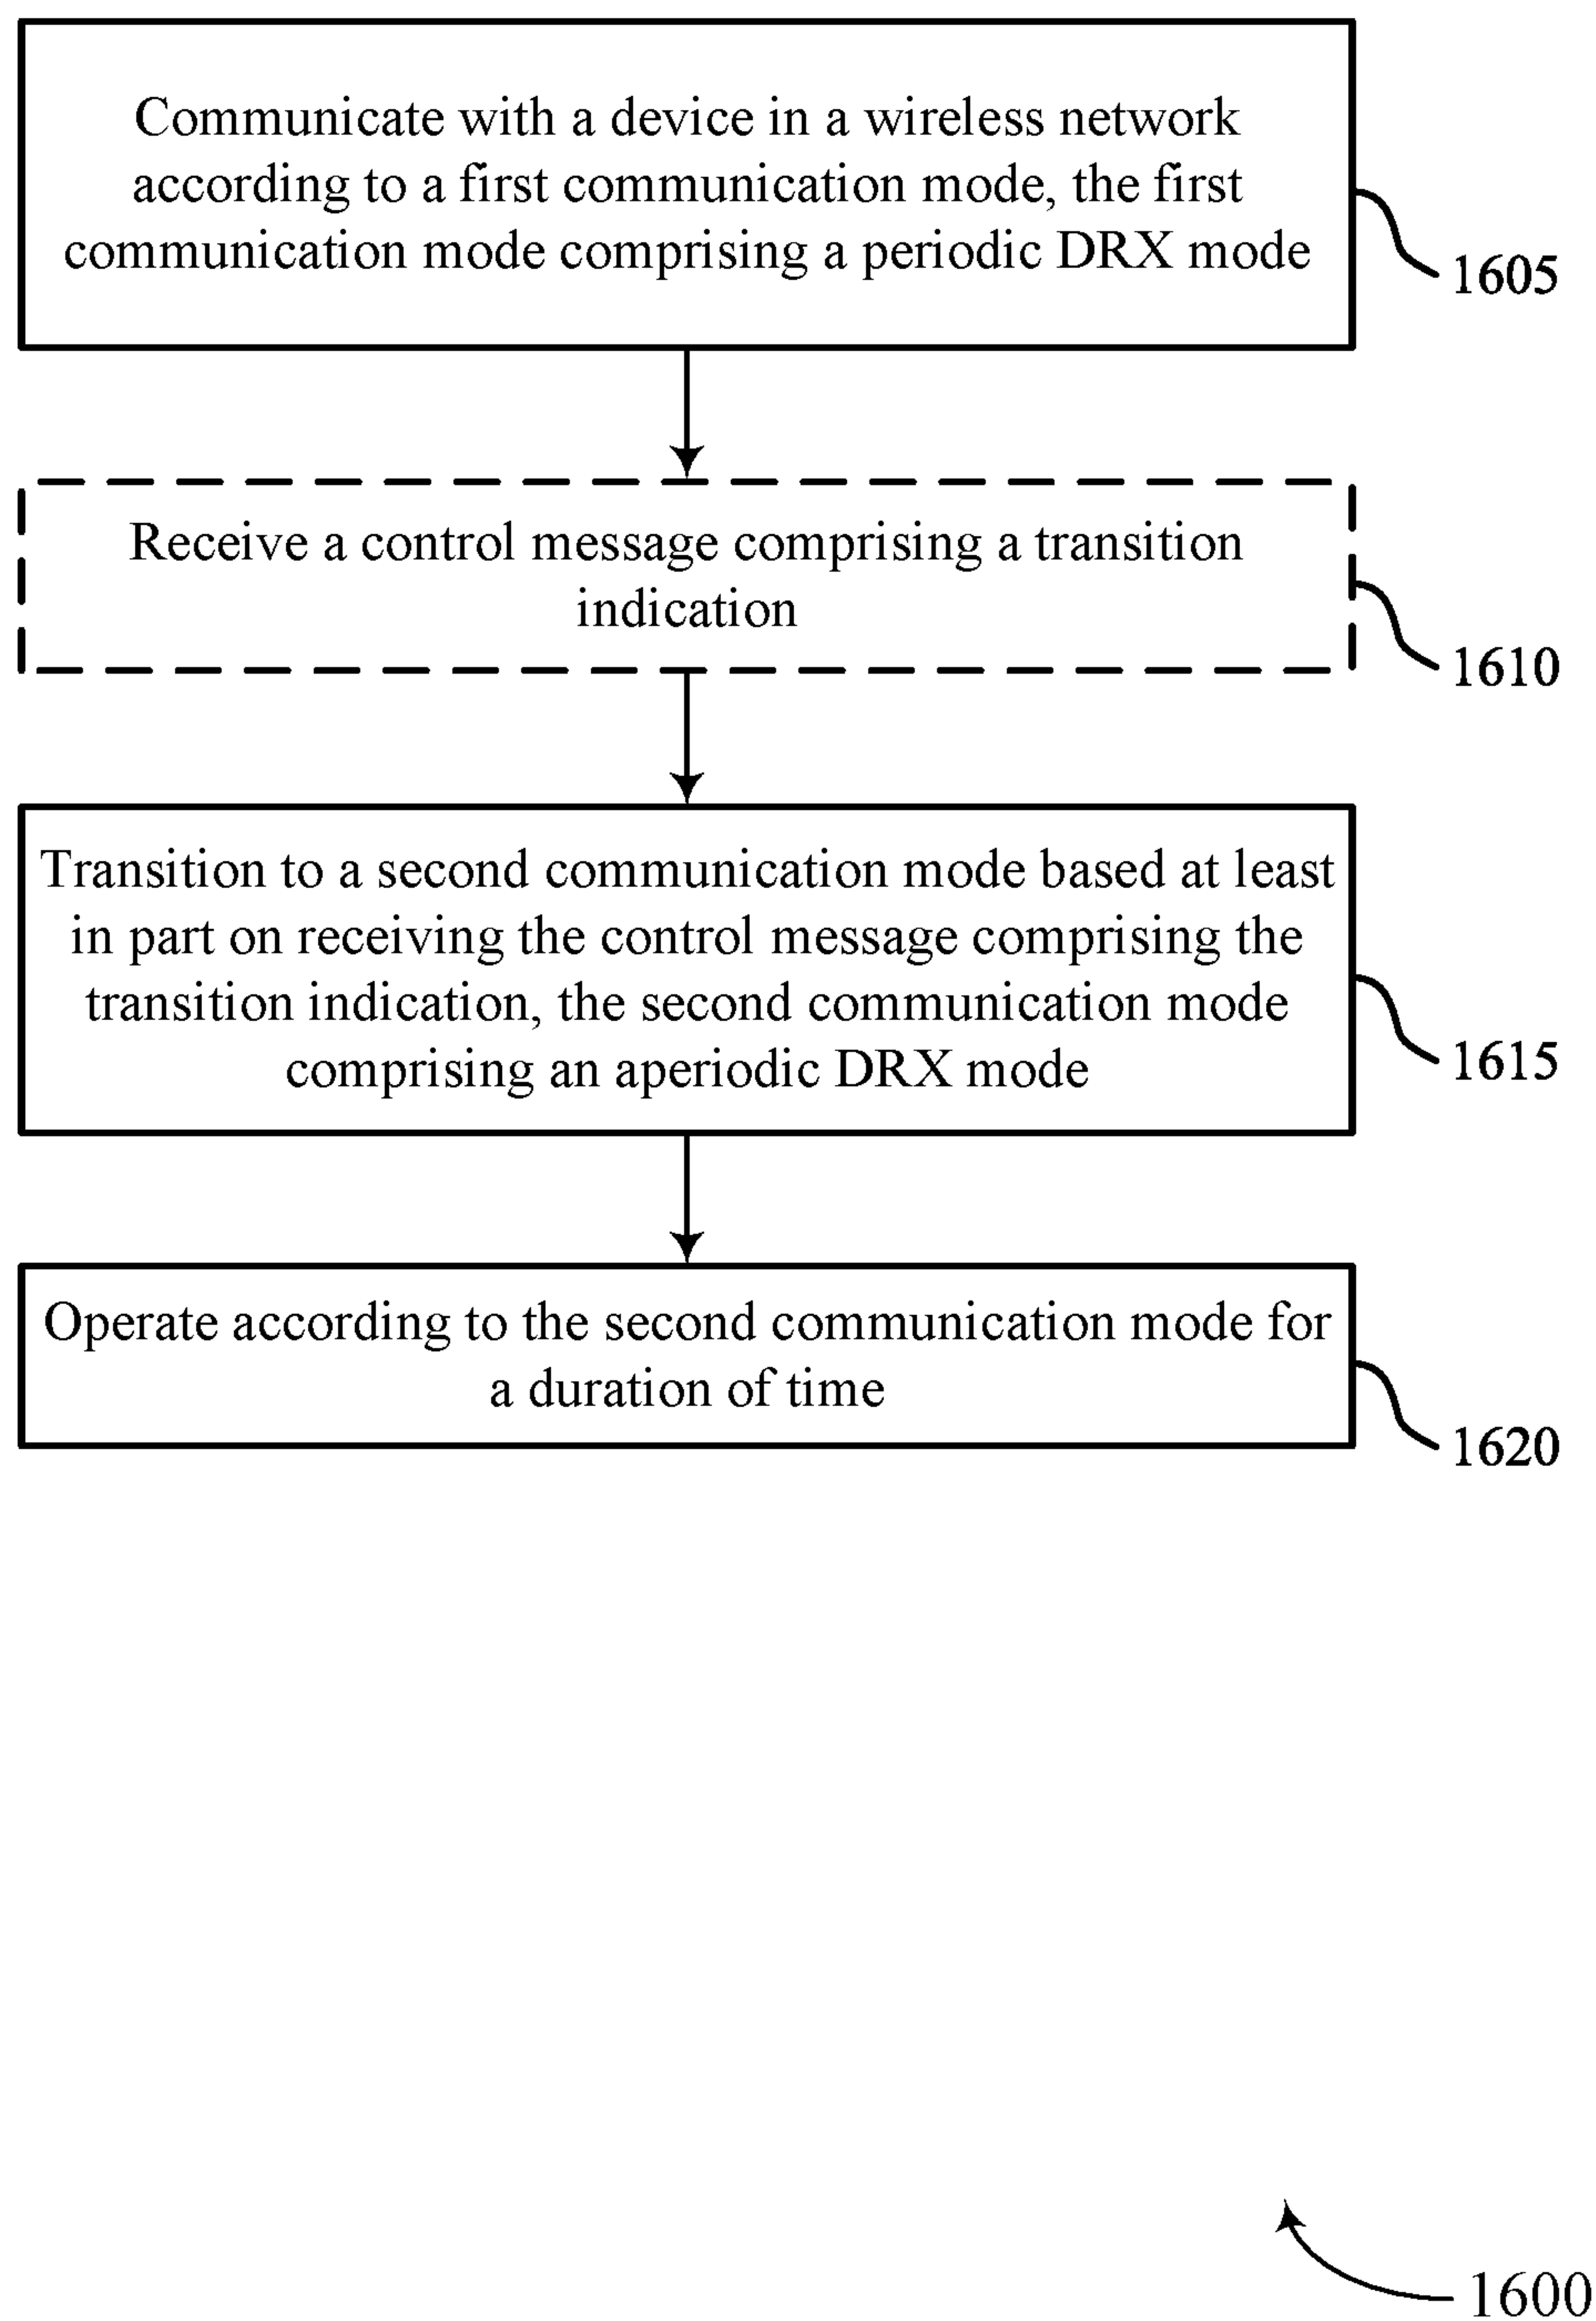 Communicate with a device in a wireless network
according to a first communication mode, the first
communication mode comprising a periodic DRX mode
1605
Receive a control message comprising a transition
indication
1610
Transition to a second communication mode based at least
in part on receiving the control message comprising the
transition indication, the second communication mode
comprising an aperiodic DRX mode
1615
Operate according to the second communication mode for
a duration of time
1620
1600